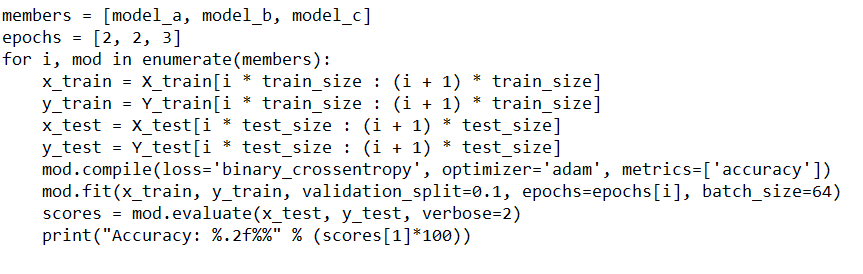 members = [model_a, model_b, model_c]
epochs = [2, 2, 3]
for i, mod in enumerate(members):
    x_train = X_train[i * train_size : (i + 1) * train_size]
    y_train = Y_train[i * train_size : (i + 1) * train_size]
    x_test = X_test[i * test_size : (i + 1) * test_size]
    y_test = Y_test[i * test_size : (i + 1) * test_size]
    mod.compile(loss='binary_crossentropy', optimizer='adam', metrics=['accuracy'])
    mod.fit(x_train, y_train, validation_split=0.1, epochs=epochs[i], batch_size=64)
    scores = mod.evaluate(x_test, y_test, verbose=2)
    print("Accuracy: %.2f%%" % (scores[1]*100))